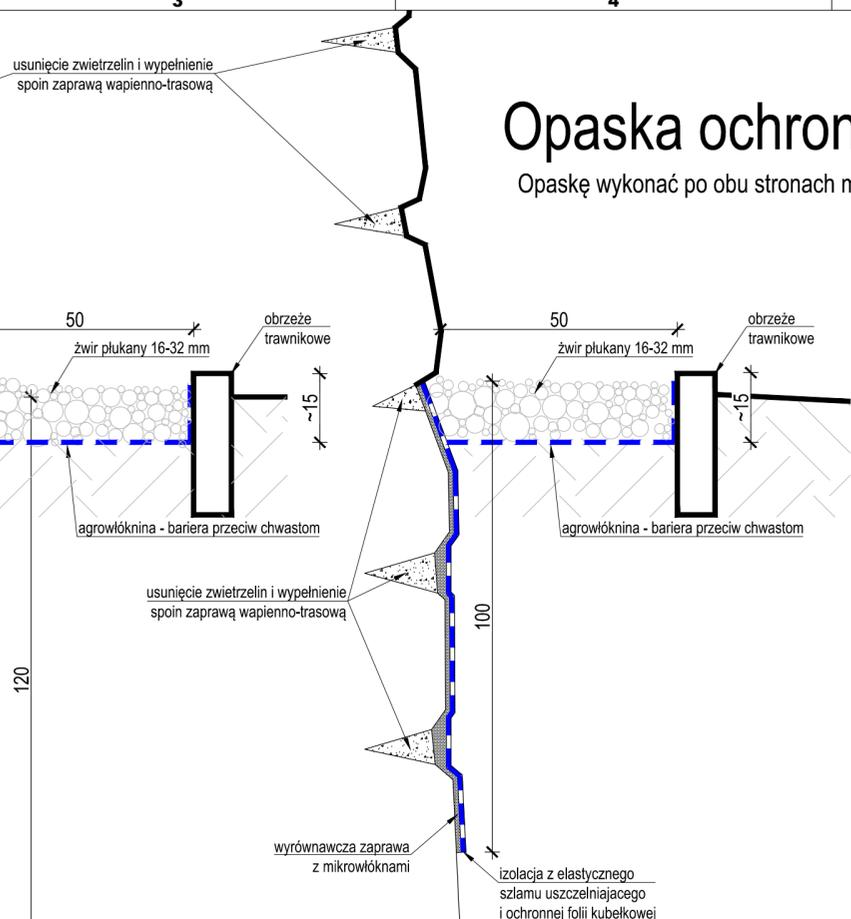 3
4
usunięcie zwietrzelin i wypełnienie
spoin zaprawą wapienno-trasową
Opaskę wykonać po obu stronach
Opaska
50
obrzeże
trawnikowe
żwir płukany 16-32 mm
~15
agrowłóknina - bariera przeciw chwastom
50
obrzeże
trawnikowe
żwir płukany 16-32 mm
~15
agrowłóknina - bariera przeciw chwastom
usunięcie zwietrzelin i wypełnienie
spoin zaprawą wapienno-trasową
100
120
wyrównawcza zaprawa
z mikrowłóknami
izolacja z elastycznego
szlamu uszczelniajacego
i ochronnej folii kubełkowej